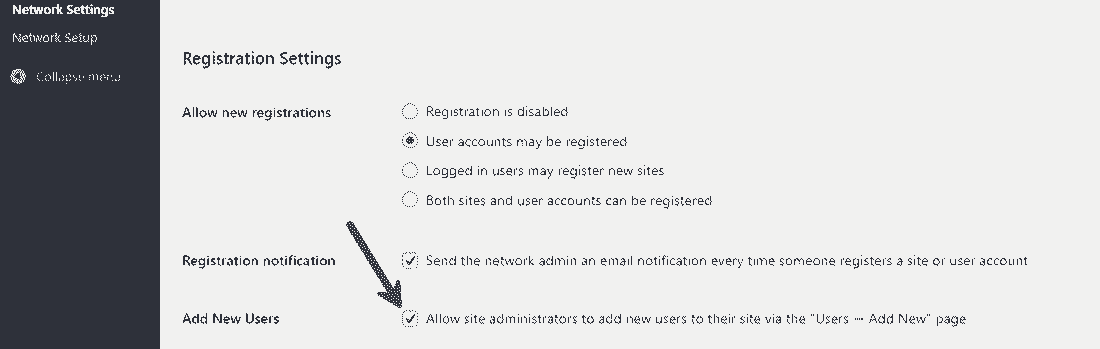 Network Settings
Network Setup
Collapse menu
Registration Settings
Allow new registrations
Registration is disabled
User accounts may be registered
Logged in users may register new sites
Both sites and user accounts can be registered
Registration notification
Send the network admin an email notification every time someone registers a site or user account
Add New Users
Allow site administrators to add new users to their site via the "Users → Add New" page